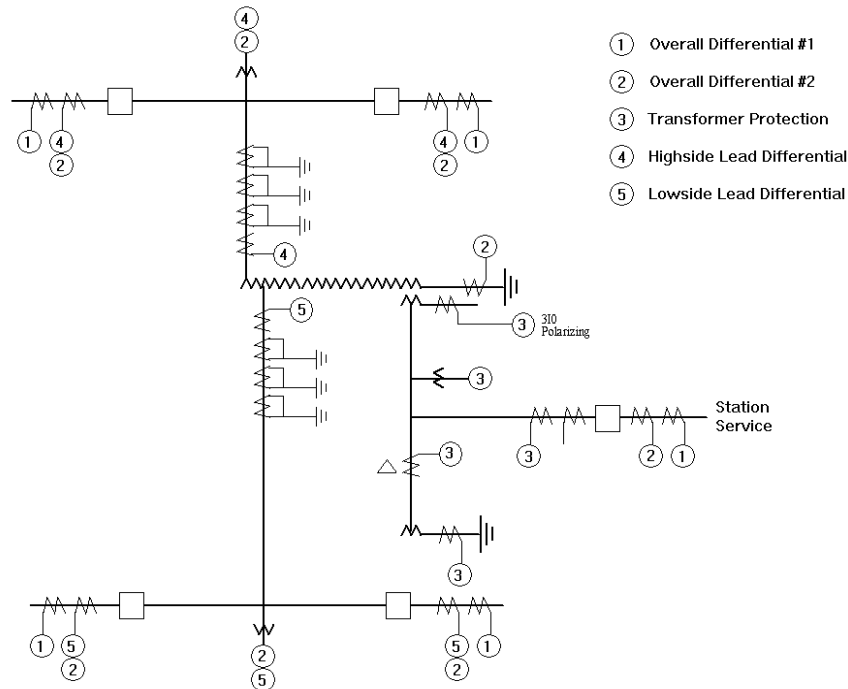 4
2
1 Overall Differential #1
2 Overall Differential #2
3 Transformer Protection
4 Highside Lead Differential
5 Lowside Lead Differential
1
4
2
4
2
1
4
2
5
3 3I0
Polarizing
3
Station
Service
3
3
2
1
3
1
5
2
2
5
5
2
1